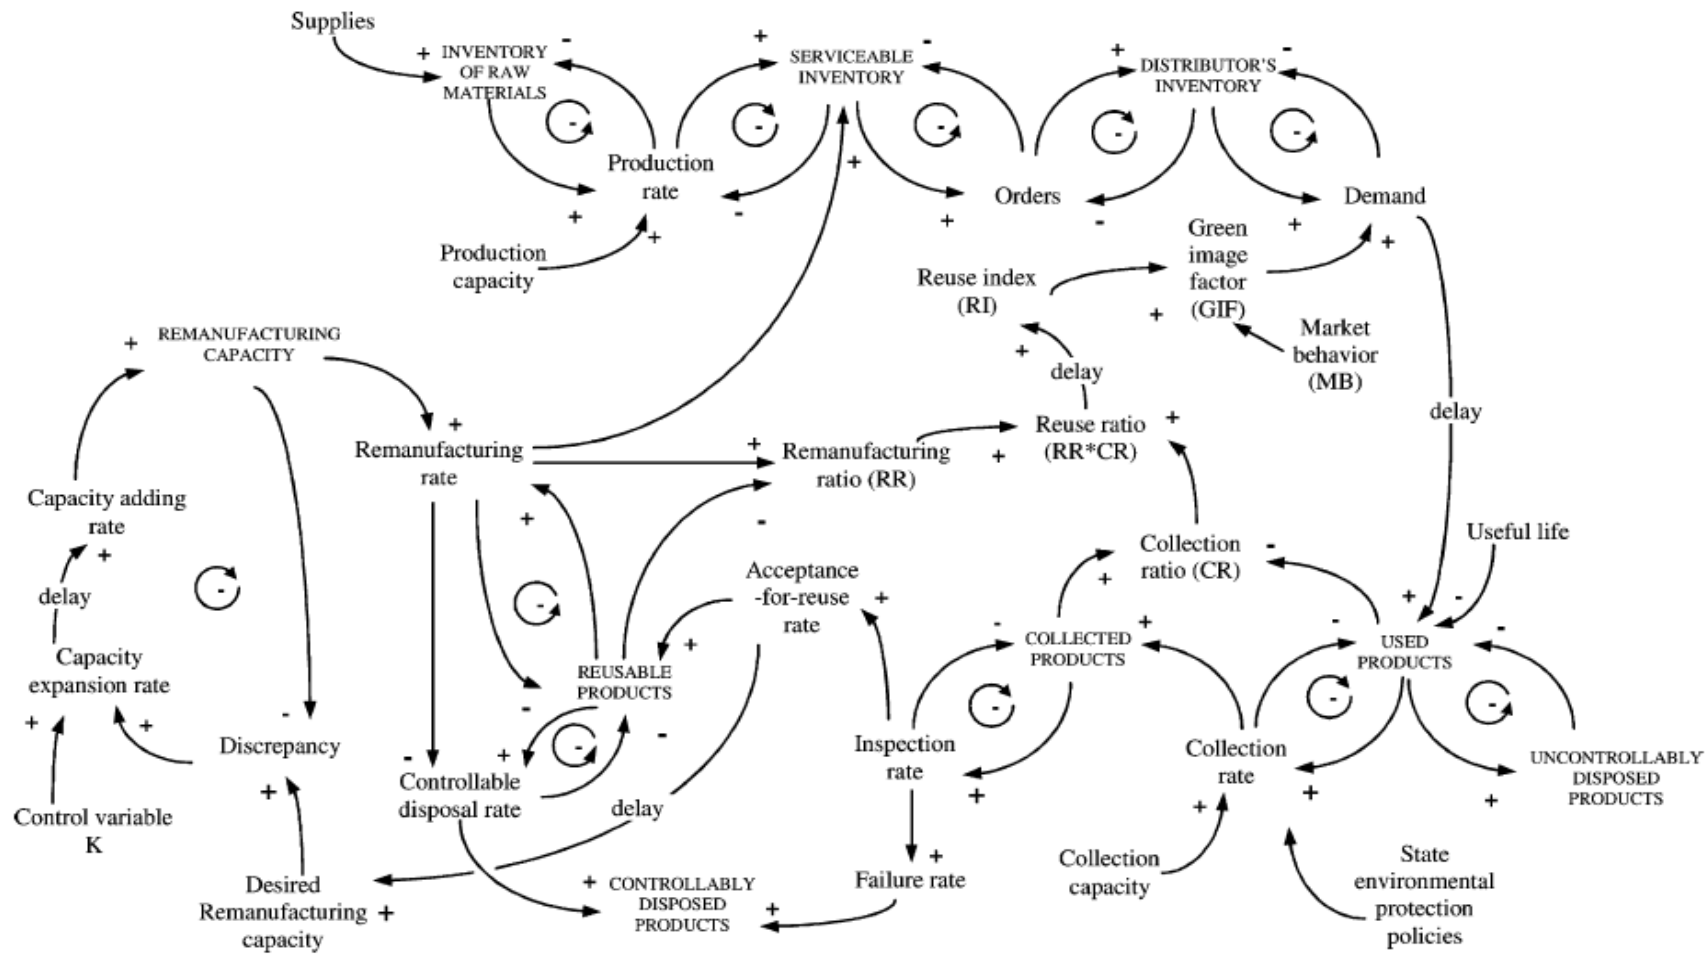 Supplies
+ INVENTORY -
OF RAW
MATERIALS
+ SERVICEABLE -
INVENTORY
+ DISTRIBUTOR'S -
INVENTORY
-
-
-
-
-
Production
rate
+
-
+
+
Production
capacity
+
Orders
+
-
Demand
+
+
Green
image
factor
(GIF)
+
Reuse index
(RI)
+
Market
behavior
(MB)
delay
delay
+ REMANUFACTURING
CAPACITY
+
Remanufacturing
rate
+
Remanufacturing
ratio (RR)
+
-
Reuse ratio +
(RR*CR)
Capacity adding
rate
+
delay
-
Capacity
expansion rate
+
+
-
Discrepancy
+
Control variable
K
Desired
Remanufacturing +
capacity
+
-
REUSABLE
PRODUCTS
-
-
-
+
-
Controllable
disposal rate
delay
Acceptance
-for-reuse +
rate
+
Collection -
ratio (CR)
+
Useful life
+ -
- COLLECTED +
PRODUCTS
-
- USED -
PRODUCTS
-
-
Inspection
rate
+
Collection
rate
+
+
UNCONTROLLABLY
DISPOSED
PRODUCTS
+
+
Failure rate
+ CONTROLLABLY
DISPOSED
PRODUCTS
+
Collection
capacity
State
environmental
protection
policies